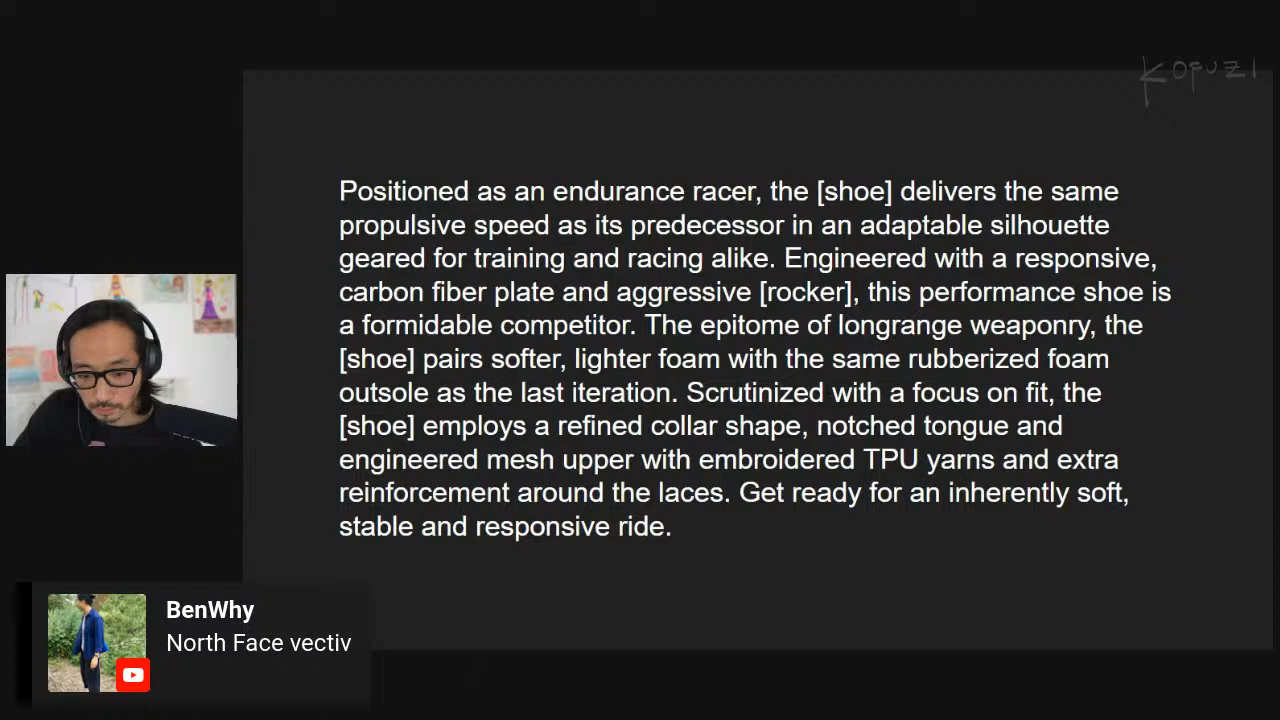 KOFUZI
Positioned as an endurance racer, the [shoe] delivers the same
propulsive speed as its predecessor in an adaptable silhouette
geared for training and racing alike. Engineered with a responsive,
carbon fiber plate and aggressive [rocker], this performance shoe is
a formidable competitor. The epitome of longrange weaponry, the
[shoe] pairs softer, lighter foam with the same rubberized foam
outsole as the last iteration. Scrutinized with a focus on fit, the
[shoe] employs a refined collar shape, notched tongue and
engineered mesh upper with embroidered TPU yarns and extra
reinforcement around the laces. Get ready for an inherently soft,
stable and responsive ride.
BenWhy
North Face vectiv